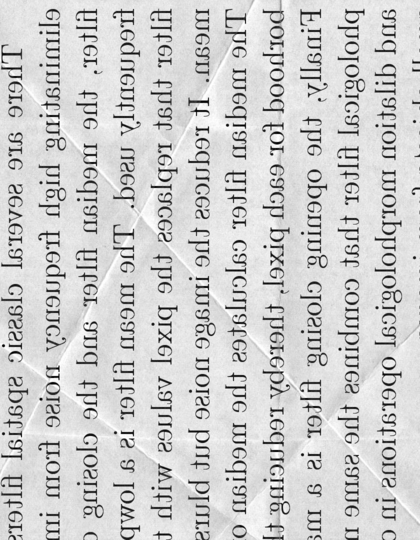 There are several classic spatial filters
eliminating high frequency noise from im
filter, the median filter and the closing o
frequently used. The mean filter is a lowp
filter that replaces the pixel values with t
mean. It reduces the image noise but blurs
The median filter calculates the median o
borhood for each pixel, thereby reducing t
Finally, the opening closing filter is a ma
phological filter that combines the same n
and dilation morphological operations in o